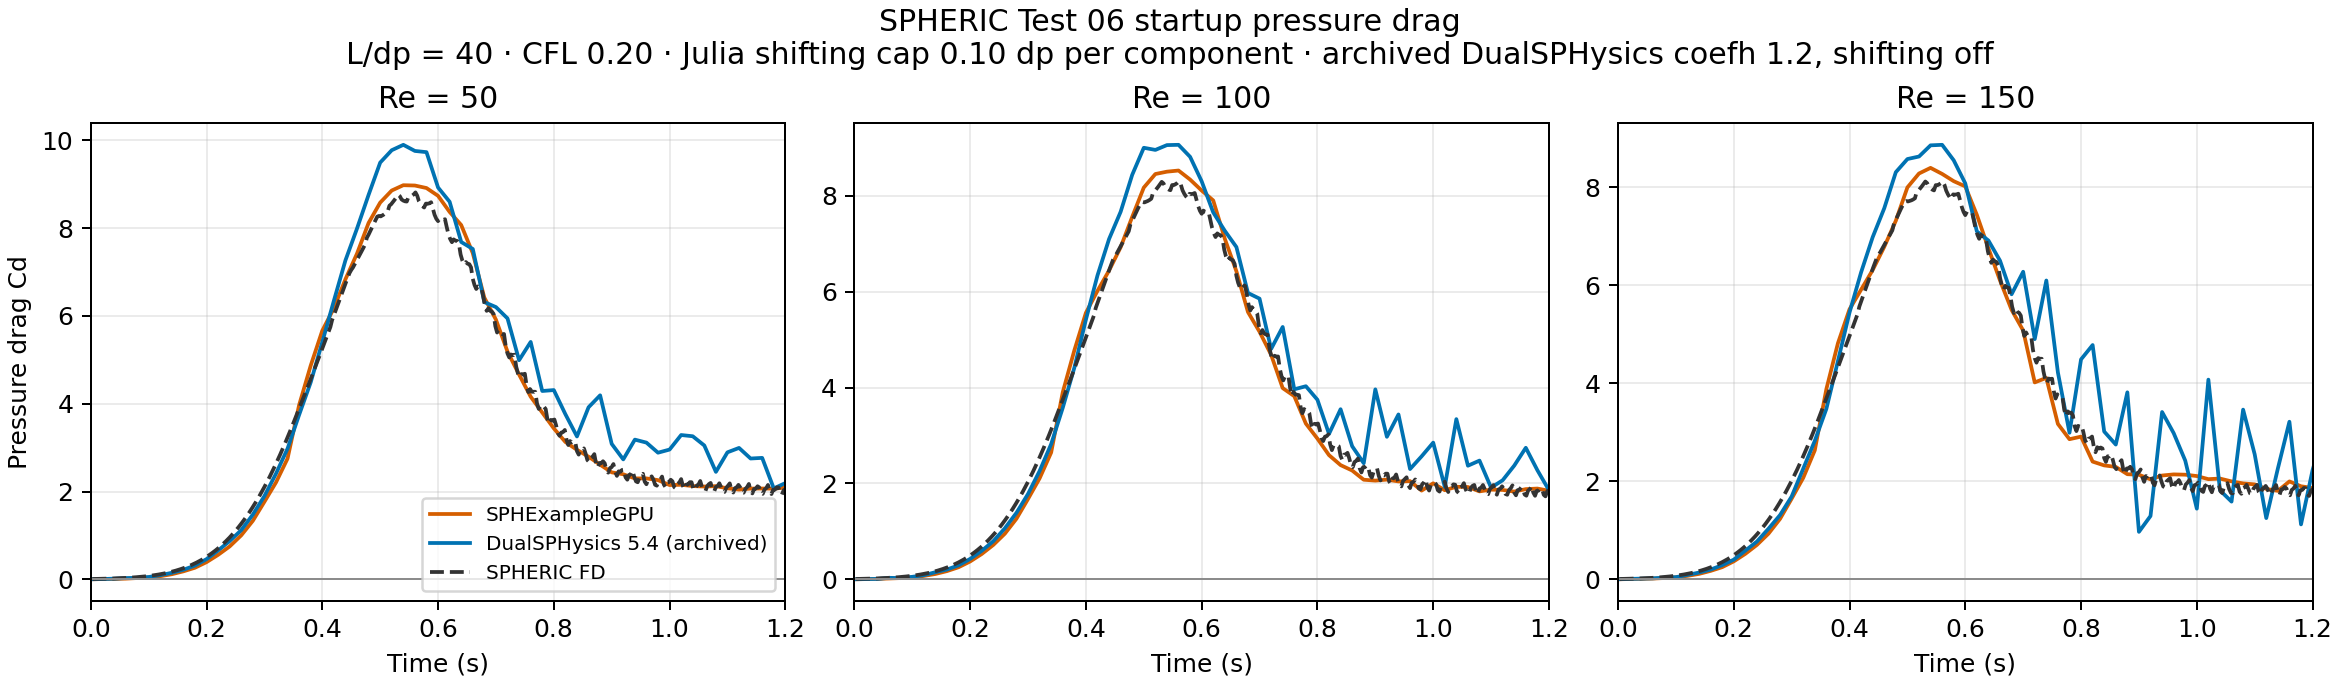 SPHERIC Test 06 startup pressure drag
L/dp = 40 · CFL 0.20 · Julia shifting cap 0.10 dp per component · archived DualSPHysics coefh 1.2, shifting off
Re = 50
Re = 100
Re = 150
Pressure drag Cd
10
8
6
4
2
0
0.0 0.2 0.4 0.6 0.8 1.0 1.2
Time (s)
SPHExampleGPU
DualSPHysics 5.4 (archived)
SPHERIC FD
8
6
4
2
0
0.0 0.2 0.4 0.6 0.8 1.0 1.2
Time (s)
8
6
4
2
0
0.0 0.2 0.4 0.6 0.8 1.0 1.2
Time (s)